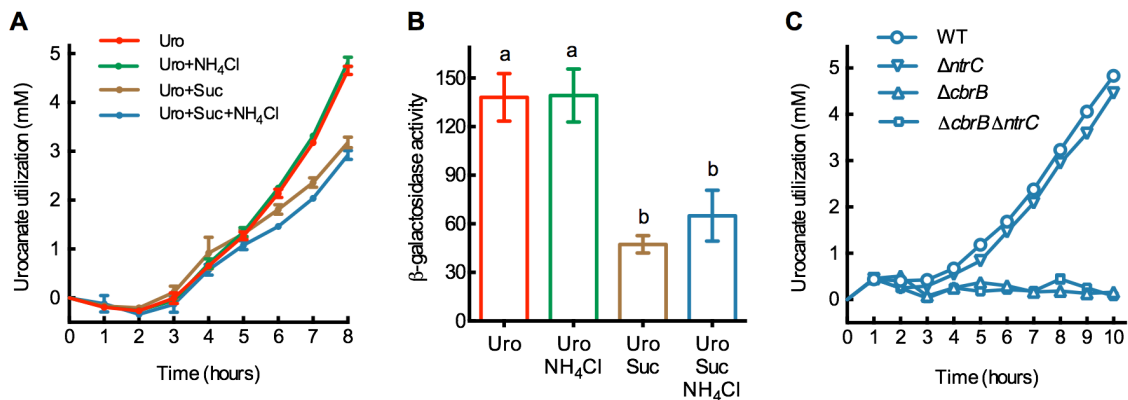 A
Uro
Uro+NH₄Cl
Uro+Suc
Uro+Suc+NH₄Cl
Urocanate utilization (mM)
5
4
3
2
1
0
0 1 2 3 4 5 6 7 8
Time (hours)
B
β-galactosidase activity
150
120
90
60
30
0
a
a
b
b
Uro
Uro
NH₄Cl
Uro
Suc
Uro
Suc
NH₄Cl
C
WT
ΔntrC
ΔcbrB
ΔcbrBΔntrC
Urocanate utilization (mM)
5
4
3
2
1
0
0 1 2 3 4 5 6 7 8 9 10
Time (hours)